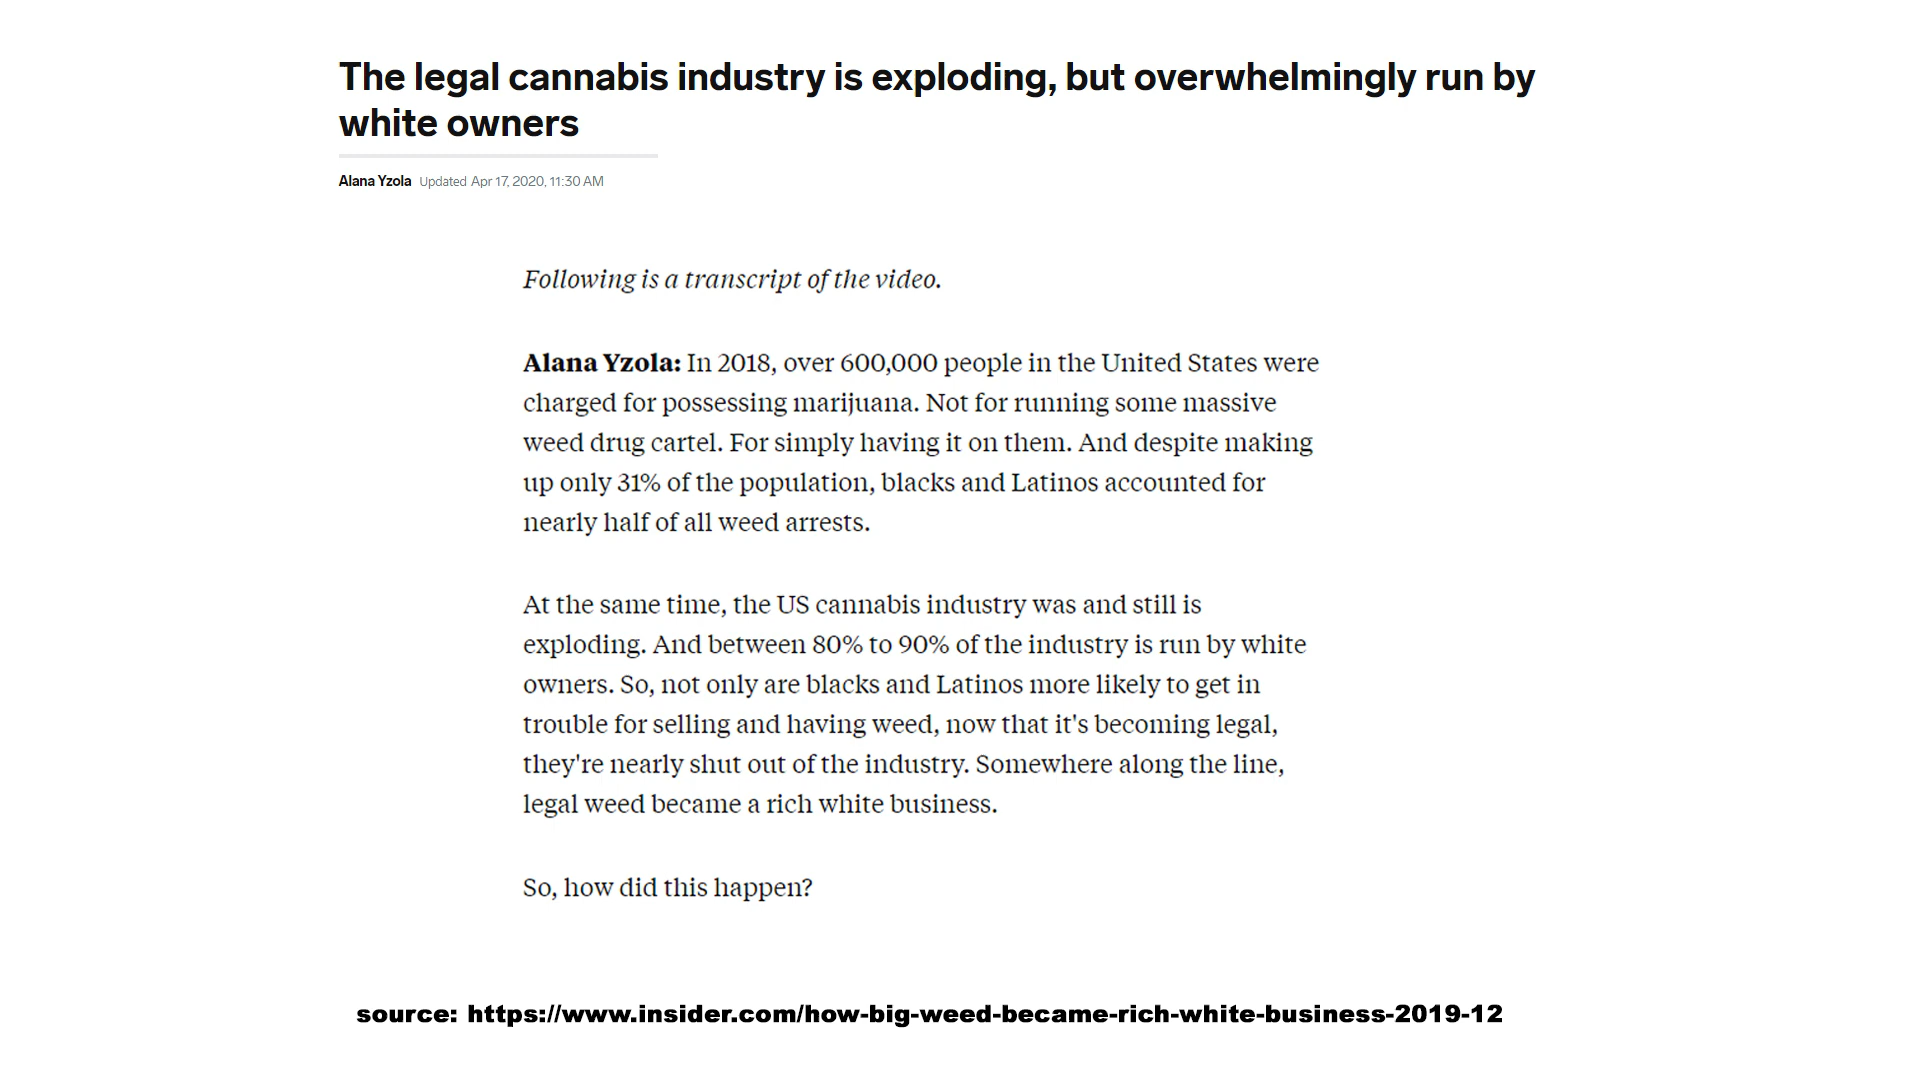 The legal cannabis industry is exploding, but overwhelmingly run by
white owners
Alana Yzola Updated Apr 17, 2020, 11:30 AM
Following is a transcript of the video.
Alana Yzola: In 2018, over 600,000 people in the United States were
charged for possessing marijuana. Not for running some massive
weed drug cartel. For simply having it on them. And despite making
up only 31% of the population, blacks and Latinos accounted for
nearly half of all weed arrests.
At the same time, the US cannabis industry was and still is
exploding. And between 80% to 90% of the industry is run by white
owners. So, not only are blacks and Latinos more likely to get in
trouble for selling and having weed, now that it's becoming legal,
they're nearly shut out of the industry. Somewhere along the line,
legal weed became a rich white business.
So, how did this happen?
source: https://www.insider.com/how-big-weed-became-rich-white-business-2019-12